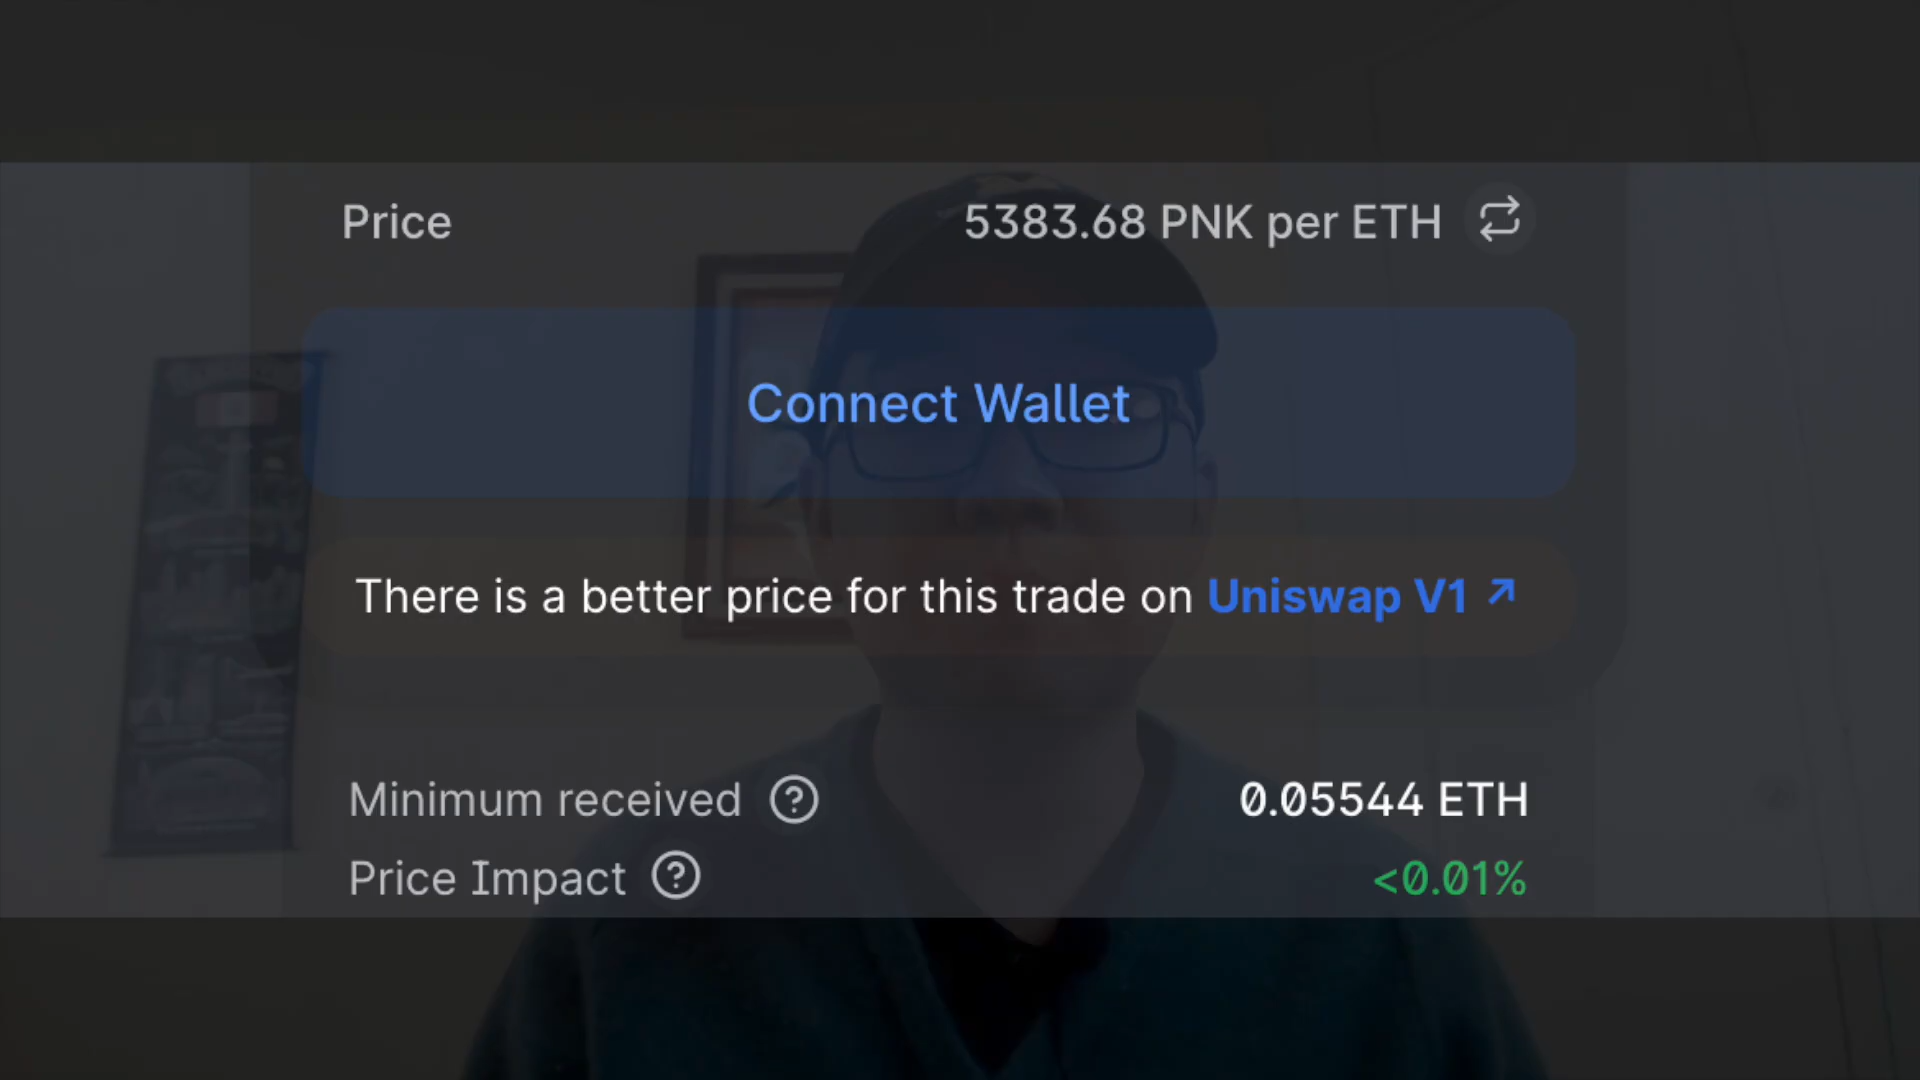 Price 5383.68 PNK per ETH
Connect Wallet
There is a better price for this trade on Uniswap V1 ↗
Minimum received ? 0.05544 ETH
Price Impact ? <0.01%